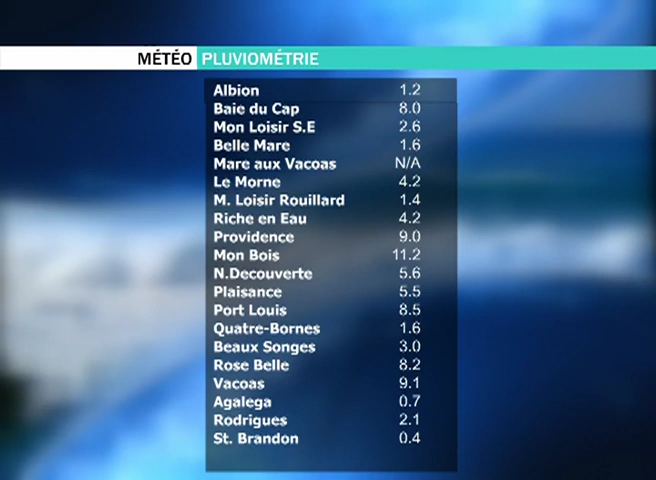 MÉTÉO PLUVIOMÉTRIE
Albion 1.2
Baie du Cap 8.0
Mon Loisir S.E 2.6
Belle Mare 1.6
Mare aux Vacoas N/A
Le Morne 4.2
M. Loisir Rouillard 1.4
Riche en Eau 4.2
Providence 9.0
Mon Bois 11.2
N.Decouverte 5.6
Plaisance 5.5
Port Louis 8.5
Quatre-Bornes 1.6
Beaux Songes 3.0
Rose Belle 8.2
Vacoas 9.1
Agalega 0.7
Rodrigues 2.1
St. Brandon 0.4